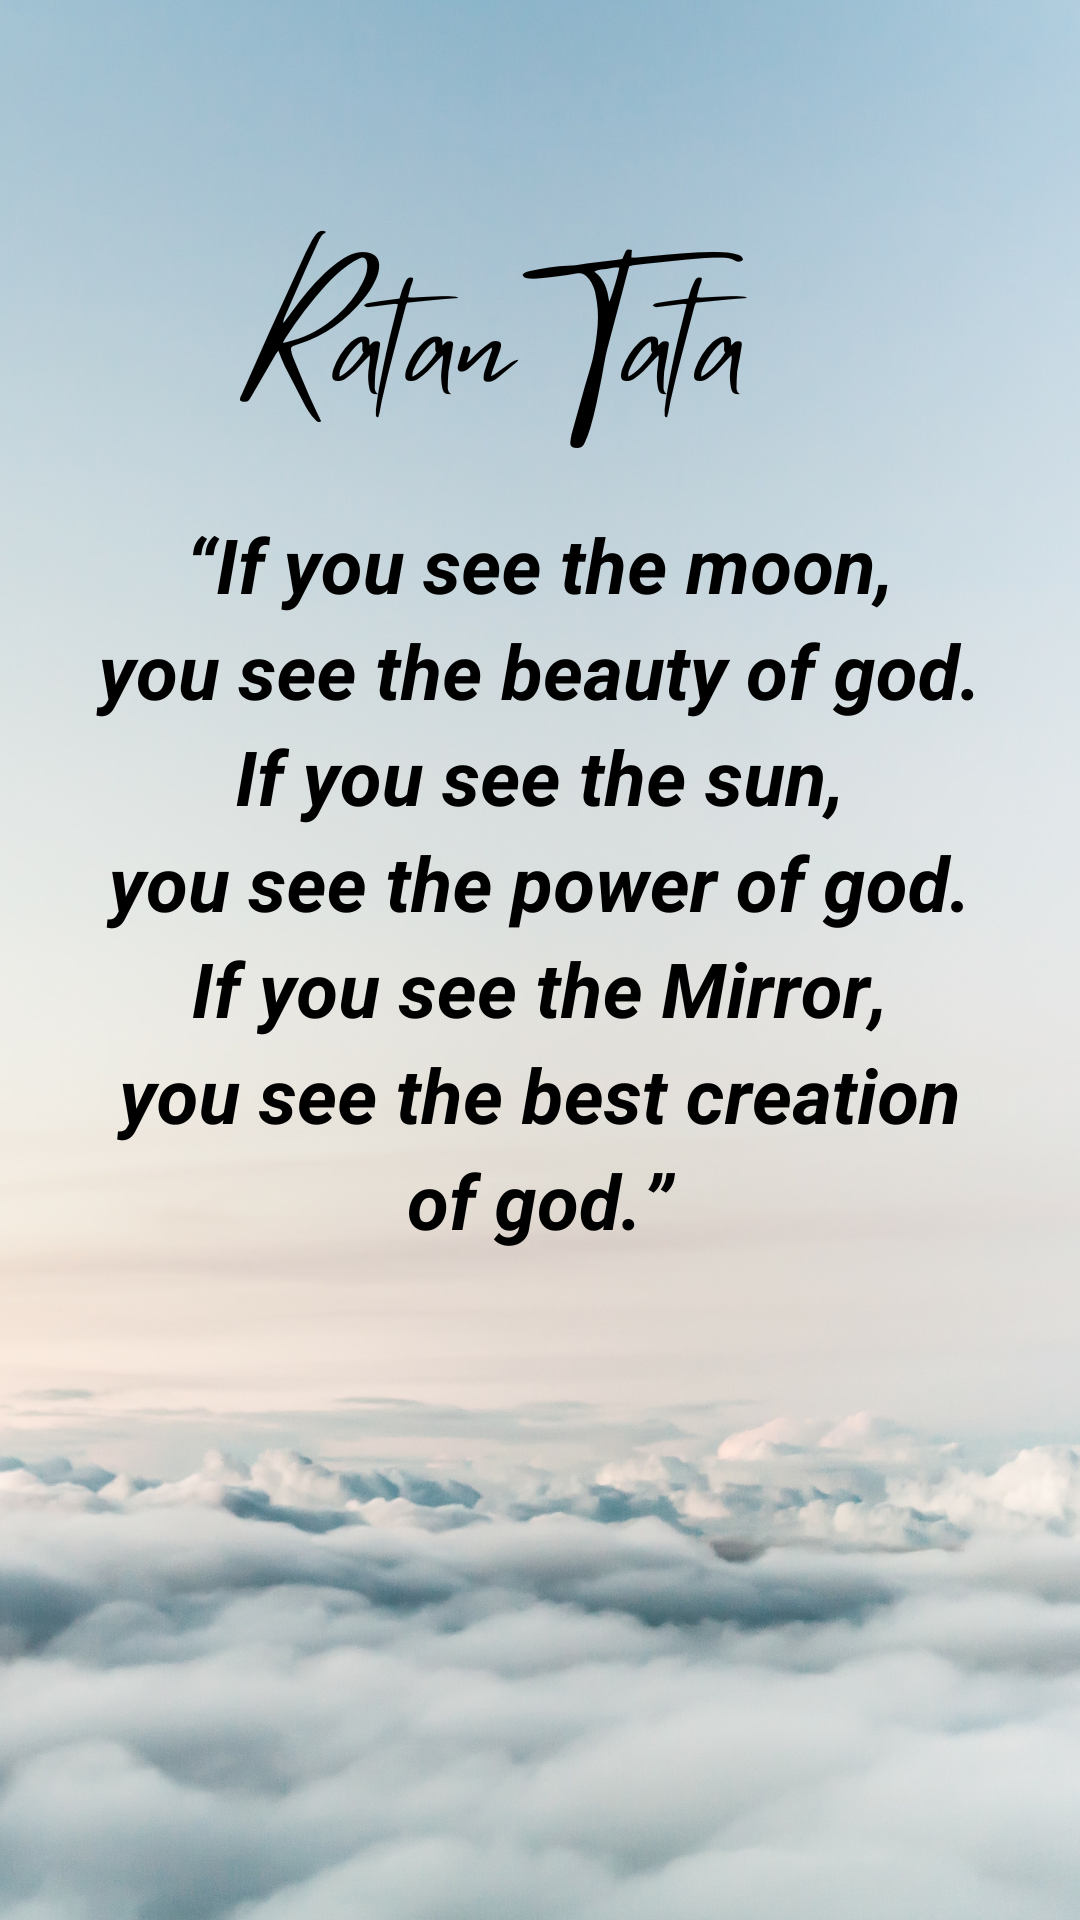 Ratan Tata
“If you see the moon,
you see the beauty of god.
If you see the sun,
you see the power of god.
If you see the Mirror,
you see the best creation
of god.”